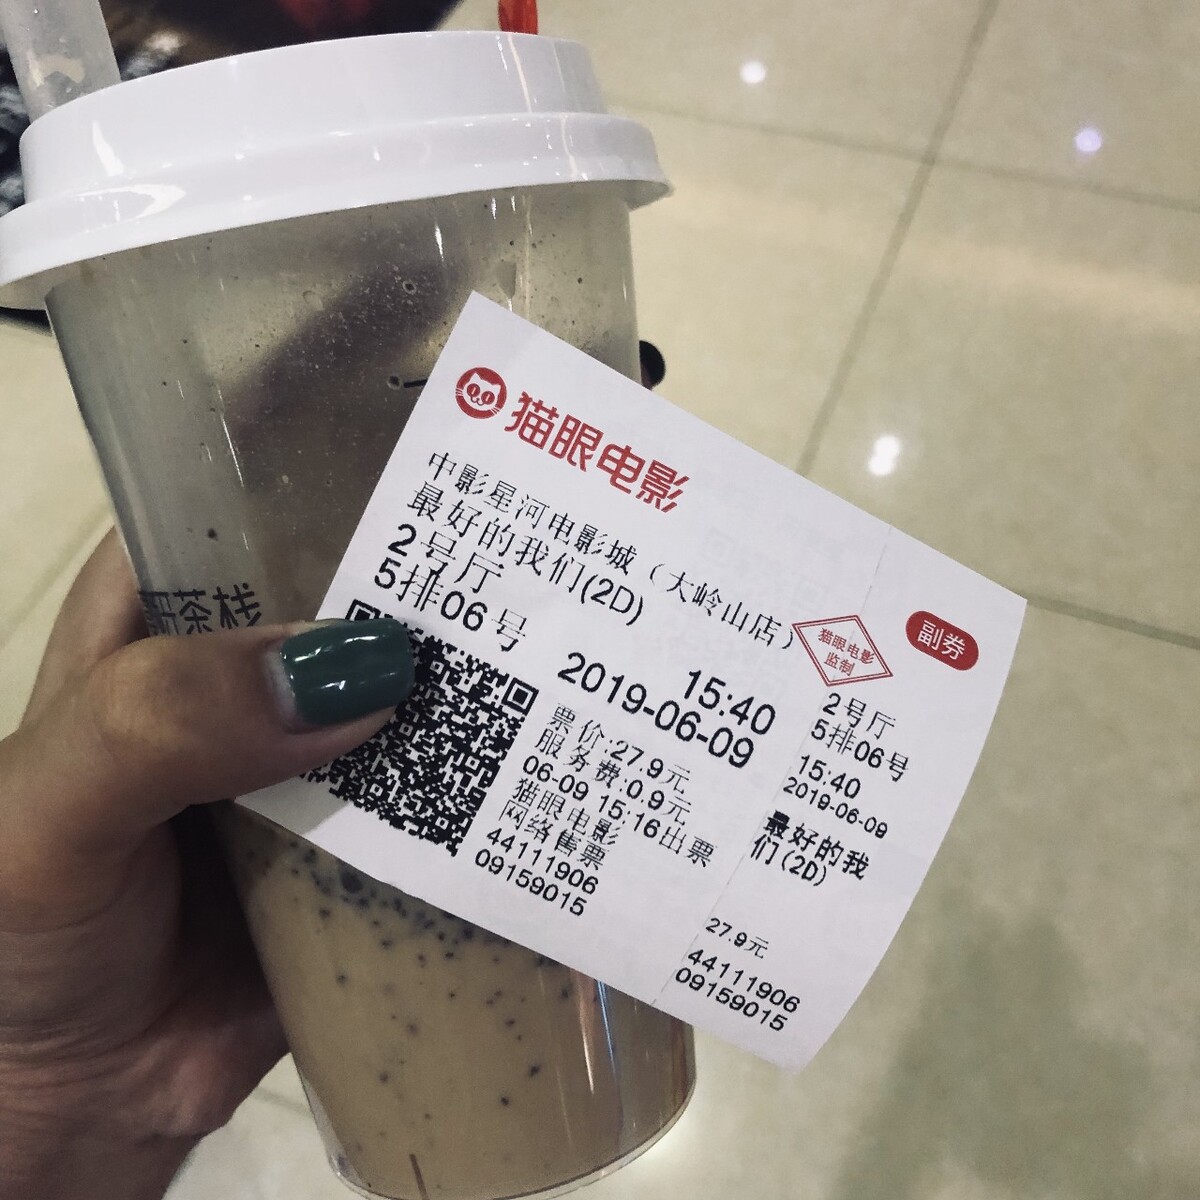 猫眼电影
中影星河电影城（大岭山店）
最好的我们(2D)
2号厅
5排06号
15:40
2019-06-09
票价:27.9元
服务费:0.9元
06-09 15:16出票
猫眼电影
网络售票
44111906
09159015
猫眼电影
监制
副券
2号厅
5排06号
15:40
2019-06-09
最好的我
们(2D)
27.9元
44111906
09159015
茶栈